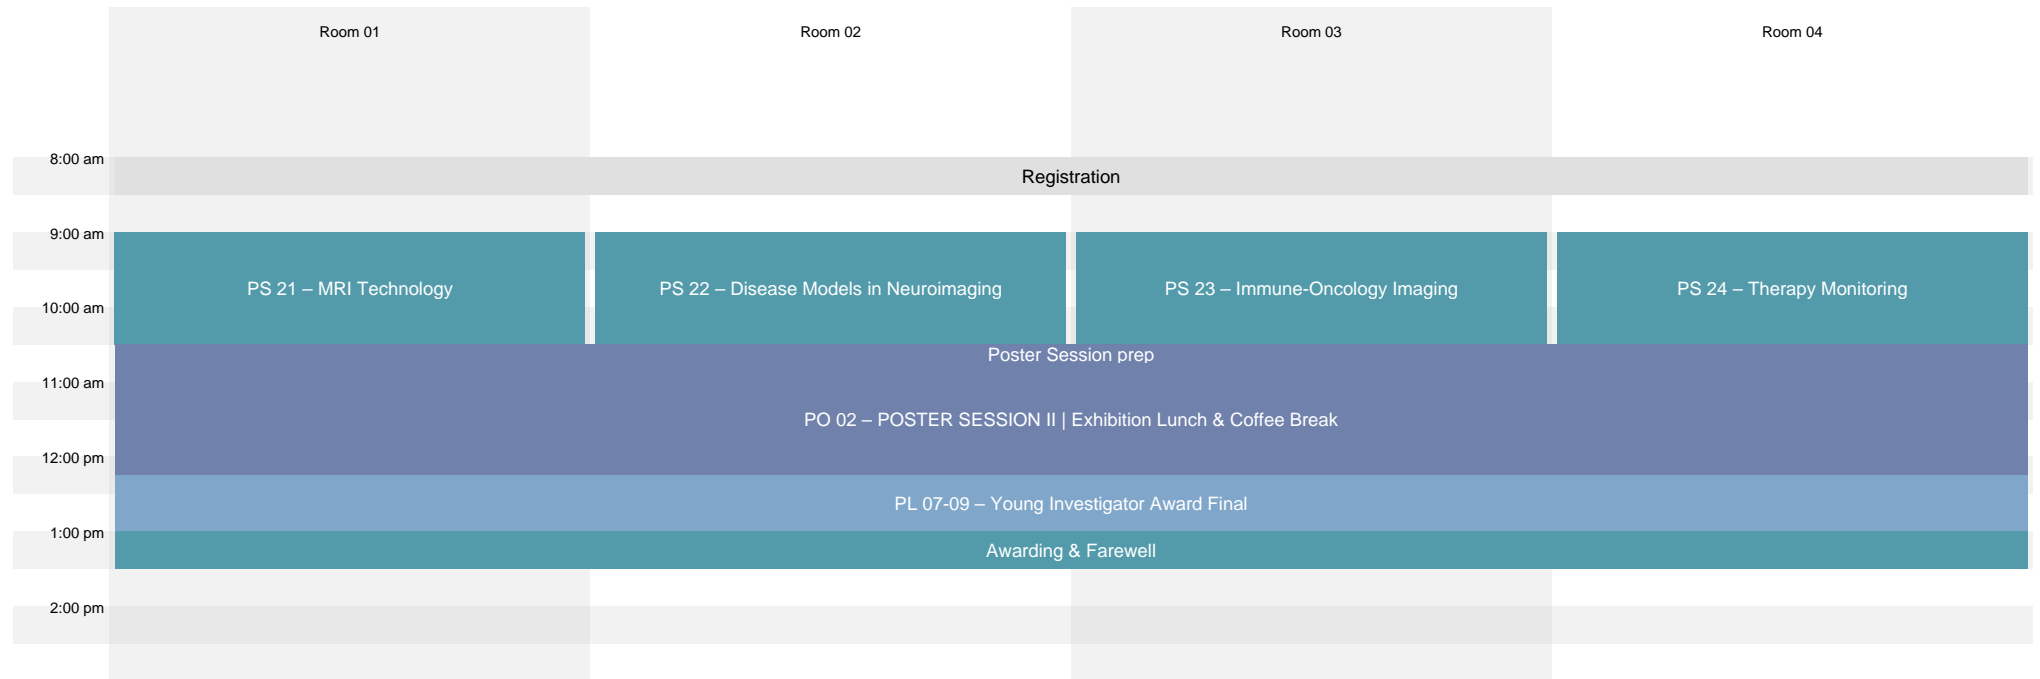 Room 01
Room 02
Room 03
Room 04
8:00 am
Registration
9:00 am
PS 21 – MRI Technology
PS 22 – Disease Models in Neuroimaging
PS 23 – Immune-Oncology Imaging
PS 24 – Therapy Monitoring
10:00 am
Poster Session prep
11:00 am
PO 02 – POSTER SESSION II | Exhibition Lunch & Coffee Break
12:00 pm
PL 07-09 – Young Investigator Award Final
1:00 pm
Awarding & Farewell
2:00 pm